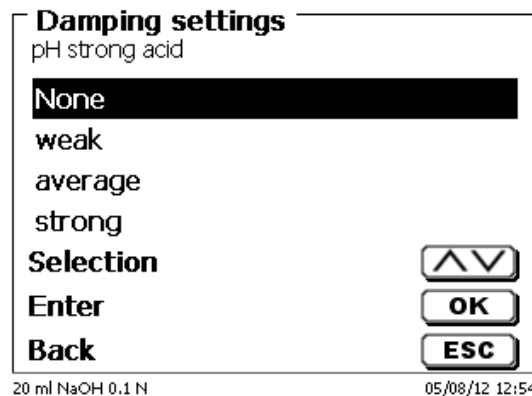 Damping settings
pH strong acid
None
weak
average
strong
Selection
Enter OK
Back ESC
20 ml NaOH 0.1 N 05/08/12 12:54